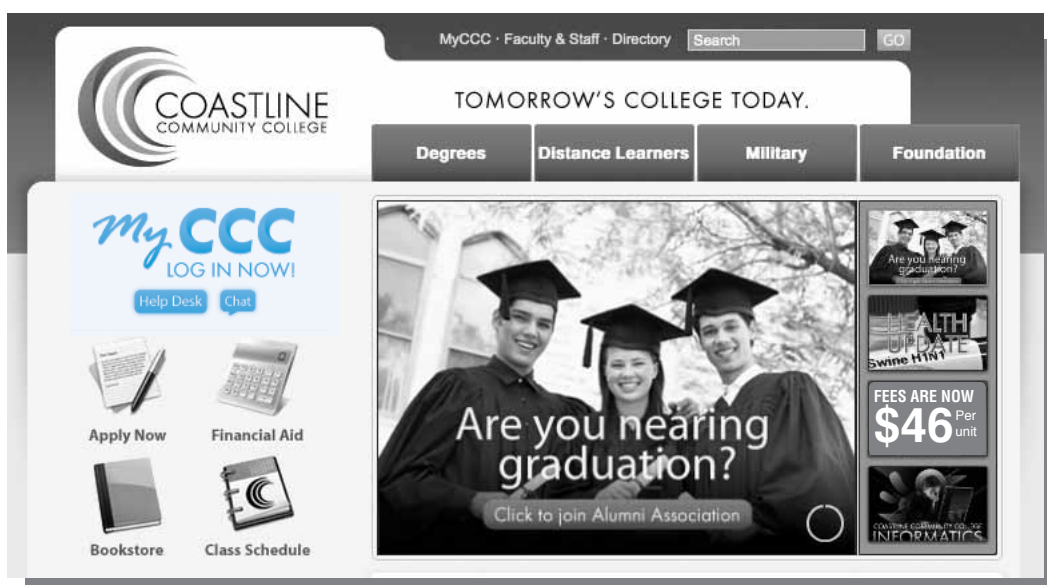 MyCCC · Faculty & Staff · Directory
Search
GO
COASTLINE
COMMUNITY COLLEGE
TOMORROW'S COLLEGE TODAY.
Degrees
Distance Learners
Military
Foundation
My CCC
LOG IN NOW!
Help Desk
Chat
Apply Now
Financial Aid
Bookstore
Class Schedule
Are you nearing
graduation?
Click to join Alumni Association
Are you nearing
graduation?
HEALTH
UPDATE
Swine H1N1
FEES ARE NOW
$46 Per
unit
COASTLINE COMMUNITY COLLEGE
INFORMATICS